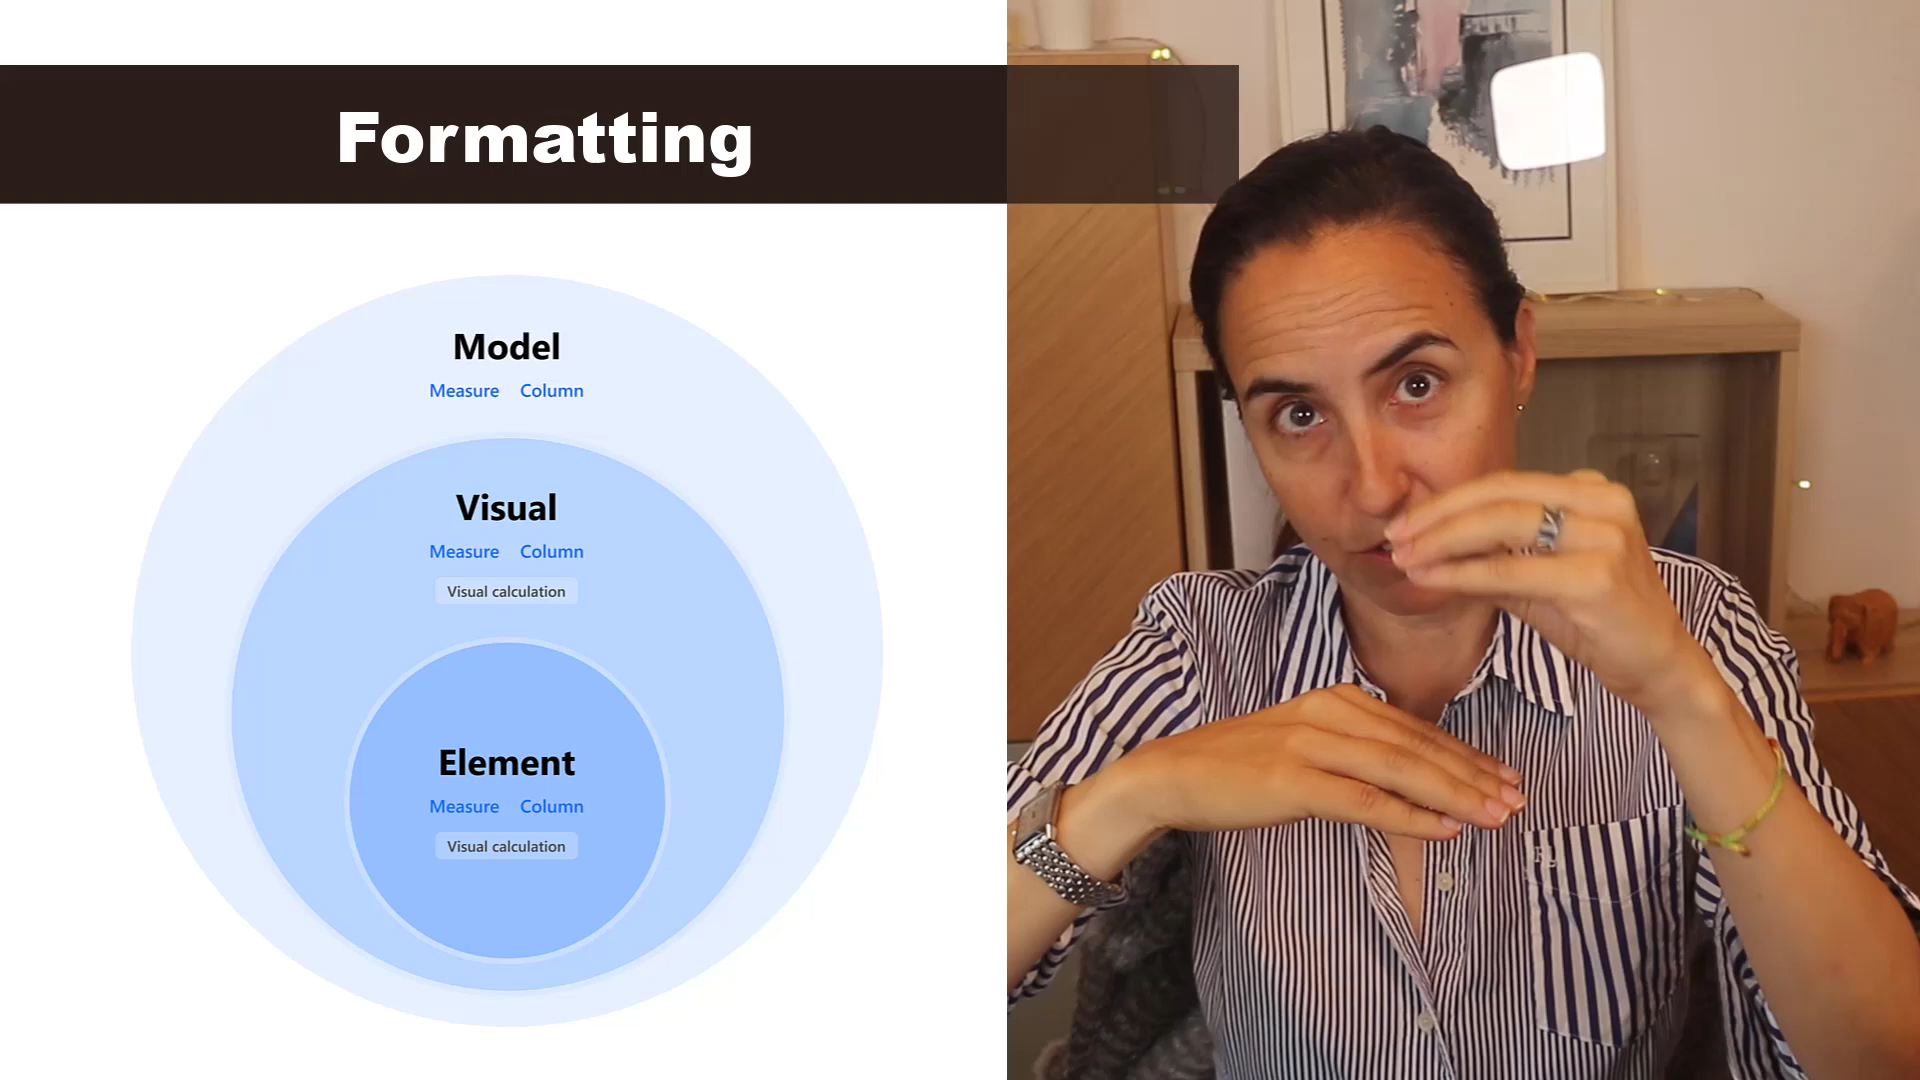 Formatting
Model
Measure Column
Visual
Measure Column
Visual calculation
Element
Measure Column
Visual calculation